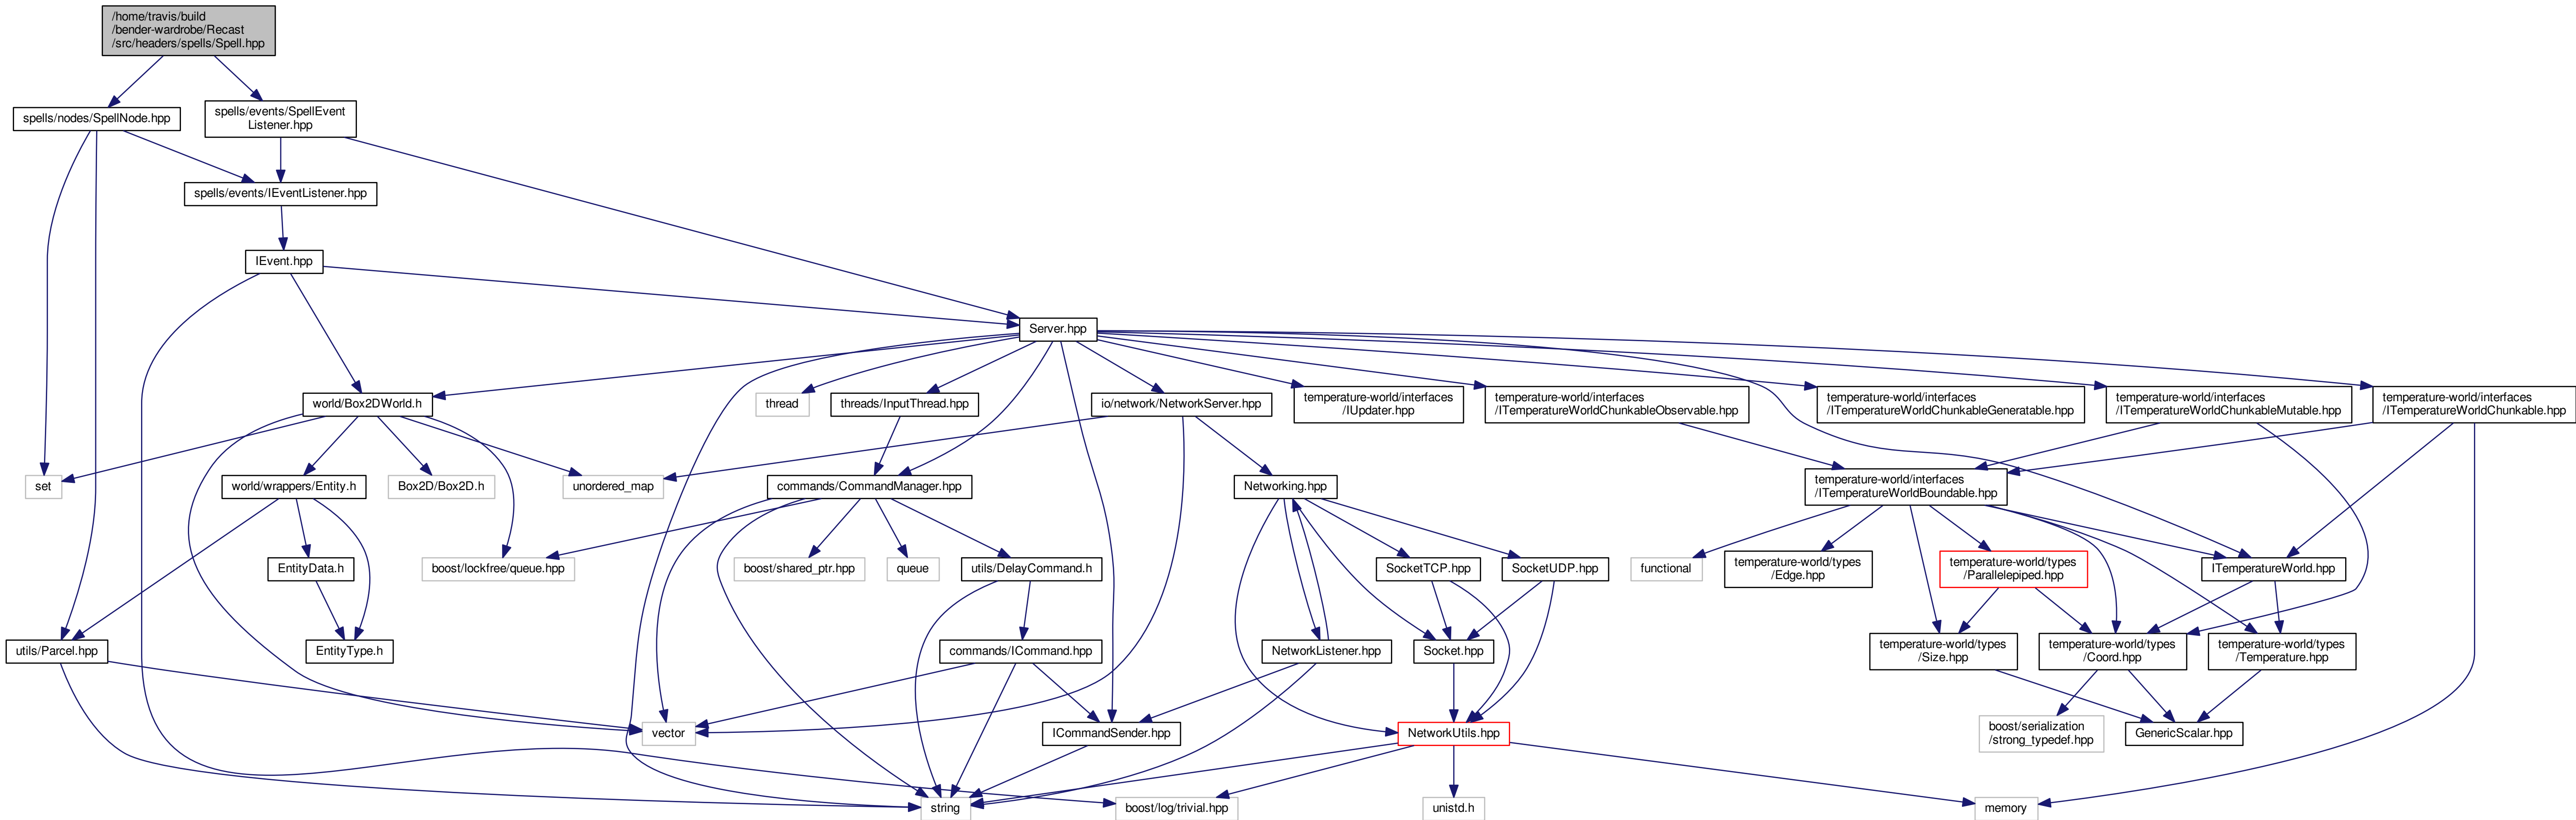 /home/travis/build
/bender-wardrobe/Recast
/src/headers/spells/Spell.hpp
spells/nodes/SpellNode.hpp
spells/events/SpellEvent
Listener.hpp
spells/events/IEventListener.hpp
IEvent.hpp
Server.hpp
world/Box2DWorld.h
thread
threads/InputThread.hpp
io/network/NetworkServer.hpp
temperature-world/interfaces
/IUpdater.hpp
temperature-world/interfaces
/ITemperatureWorldChunkableObservable.hpp
temperature-world/interfaces
/ITemperatureWorldChunkableGeneratable.hpp
temperature-world/interfaces
/ITemperatureWorldChunkableMutable.hpp
temperature-world/interfaces
/ITemperatureWorldChunkable.hpp
set
world/wrappers/Entity.h
Box2D/Box2D.h
unordered_map
commands/CommandManager.hpp
Networking.hpp
temperature-world/interfaces
/ITemperatureWorldBoundable.hpp
EntityData.h
boost/lockfree/queue.hpp
boost/shared_ptr.hpp
queue
utils/DelayCommand.h
SocketTCP.hpp
SocketUDP.hpp
functional
temperature-world/types
/Edge.hpp
temperature-world/types
/Parallelepiped.hpp
ITemperatureWorld.hpp
utils/Parcel.hpp
EntityType.h
commands/ICommand.hpp
NetworkListener.hpp
Socket.hpp
temperature-world/types
/Size.hpp
temperature-world/types
/Coord.hpp
temperature-world/types
/Temperature.hpp
vector
ICommandSender.hpp
NetworkUtils.hpp
boost/serialization
/strong_typedef.hpp
GenericScalar.hpp
string
boost/log/trivial.hpp
unistd.h
memory